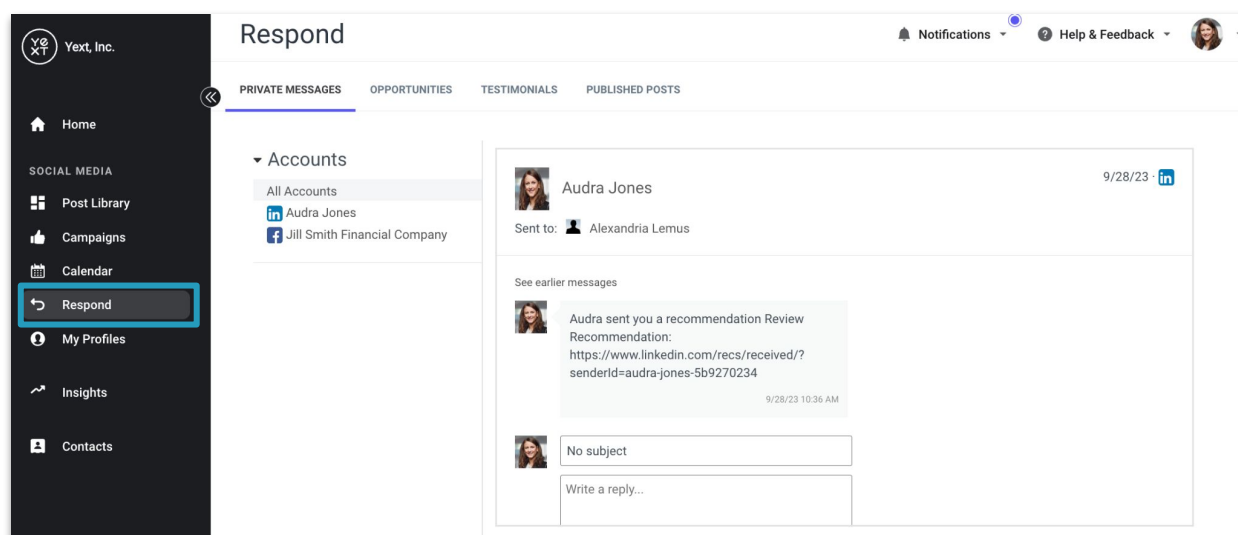 Yext, Inc.
Home
SOCIAL MEDIA
Post Library
Campaigns
Calendar
Respond
My Profiles
Insights
Contacts
Respond
Notifications
Help & Feedback
PRIVATE MESSAGES
OPPORTUNITIES
TESTIMONIALS
PUBLISHED POSTS
Accounts
All Accounts
in Audra Jones
f Jill Smith Financial Company
Audra Jones
9/28/23 · in
Sent to: Alexandria Lemus
See earlier messages
Audra sent you a recommendation Review
Recommendation:
https://www.linkedin.com/recs/received/?
senderId=audra-jones-5b9270234
9/28/23 10:36 AM
No subject
Write a reply...